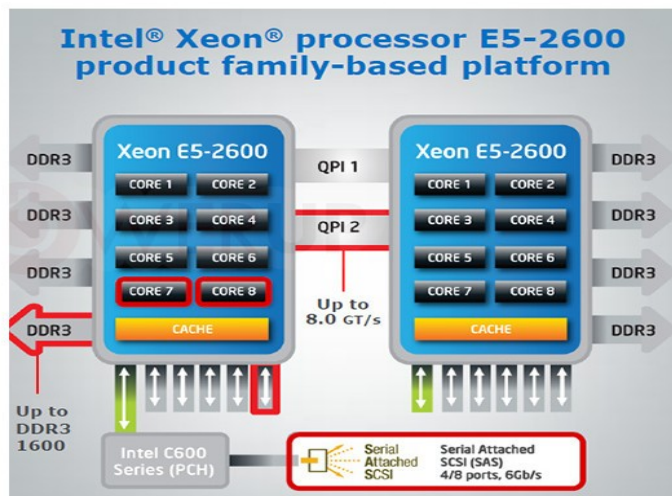 Intel® Xeon® processor E5-2600
product family-based platform
DDR3
DDR3
DDR3
DDR3
Up to
DDR3
1600
Xeon E5-2600
CORE 1
CORE 2
CORE 3
CORE 4
CORE 5
CORE 6
CORE 7
CORE 8
CACHE
QPI 1
QPI 2
Up to
8.0 GT/s
Xeon E5-2600
CORE 1
CORE 2
CORE 3
CORE 4
CORE 5
CORE 6
CORE 7
CORE 8
CACHE
DDR3
DDR3
DDR3
DDR3
Intel C600
Series (PCH)
Serial
Attached
SCSI
Serial Attached
SCSI (SAS)
4/8 ports, 6Gb/s